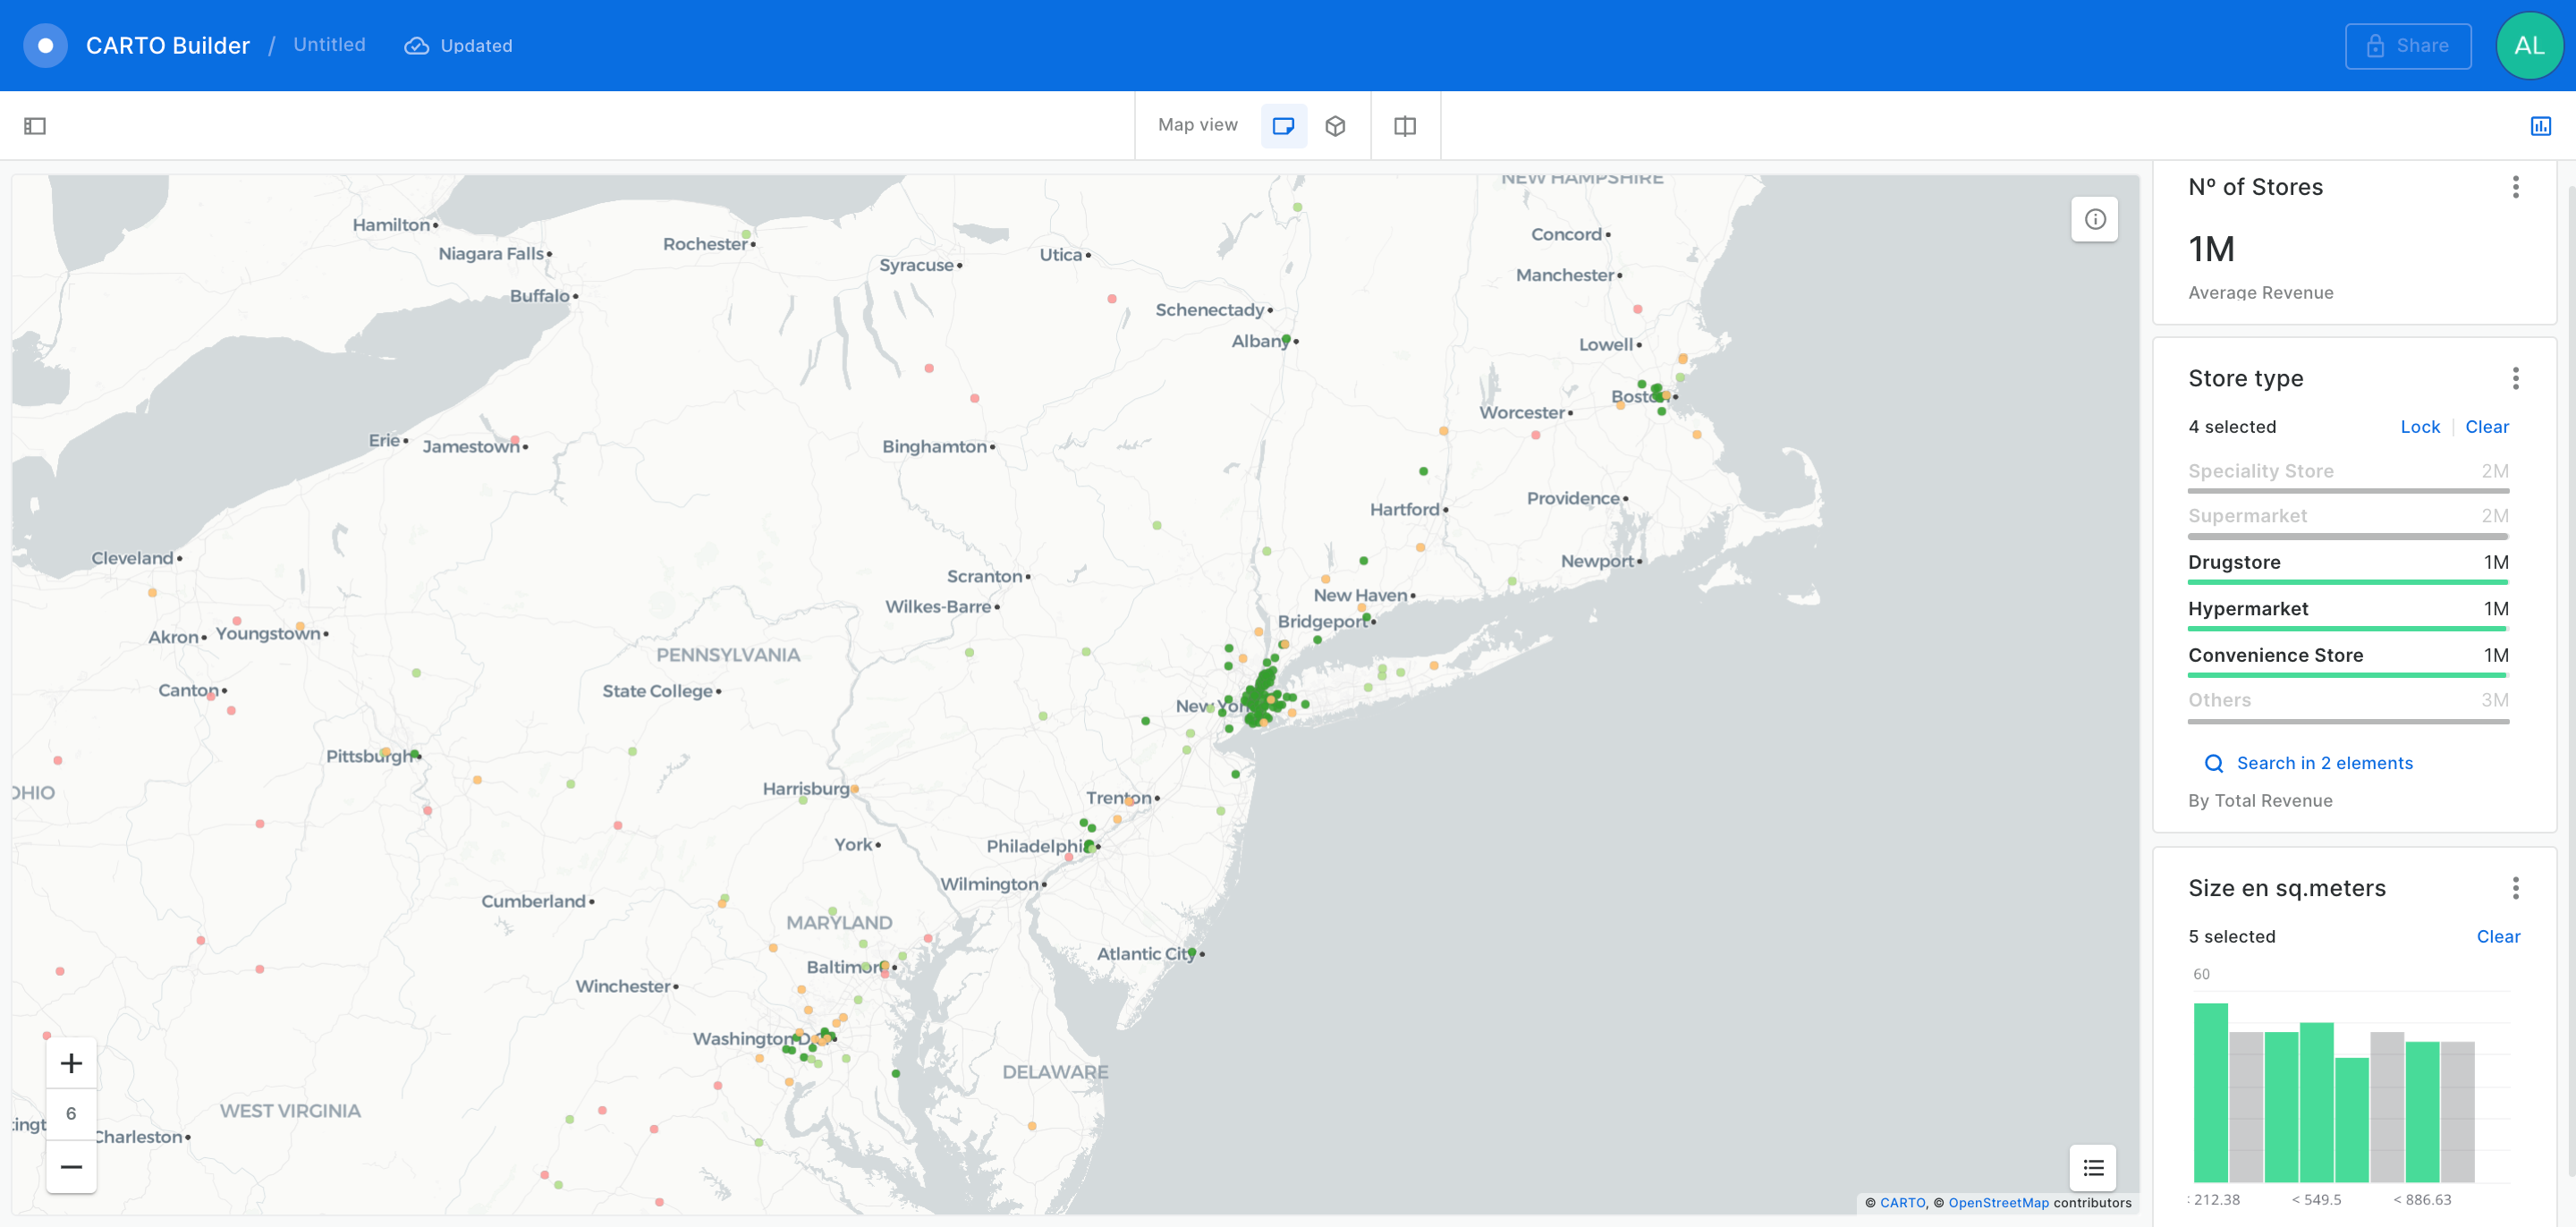 CARTO Builder / Untitled Updated
Share AL
Map view
NEW HAMPSHIRE
Hamilton
Niagara Falls
Rochester
Syracuse
Utica
Concord
Manchester
Buffalo
Schenectady
Albany
Lowell
Boston
Worcester
Erie
Jamestown
Binghamton
Hartford
Providence
Cleveland
Scranton
Newport
Wilkes-Barre
New Haven
Bridgeport
Akron
Youngstown
PENNSYLVANIA
Canton
State College
New York
Pittsburgh
OHIO
Harrisburg
Trenton
York
Philadelphia
Wilmington
Cumberland
MARYLAND
Atlantic City
Baltimore
Winchester
Washington D.C.
DELAWARE
WEST VIRGINIA
Charleston
6
© CARTO, © OpenStreetMap contributors
Nº of Stores
1M
Average Revenue
Store type
4 selected Lock Clear
Speciality Store 2M
Supermarket 2M
Drugstore 1M
Hypermarket 1M
Convenience Store 1M
Others 3M
Search in 2 elements
By Total Revenue
Size en sq.meters
5 selected Clear
60
< 212.38 < 549.5 < 886.63